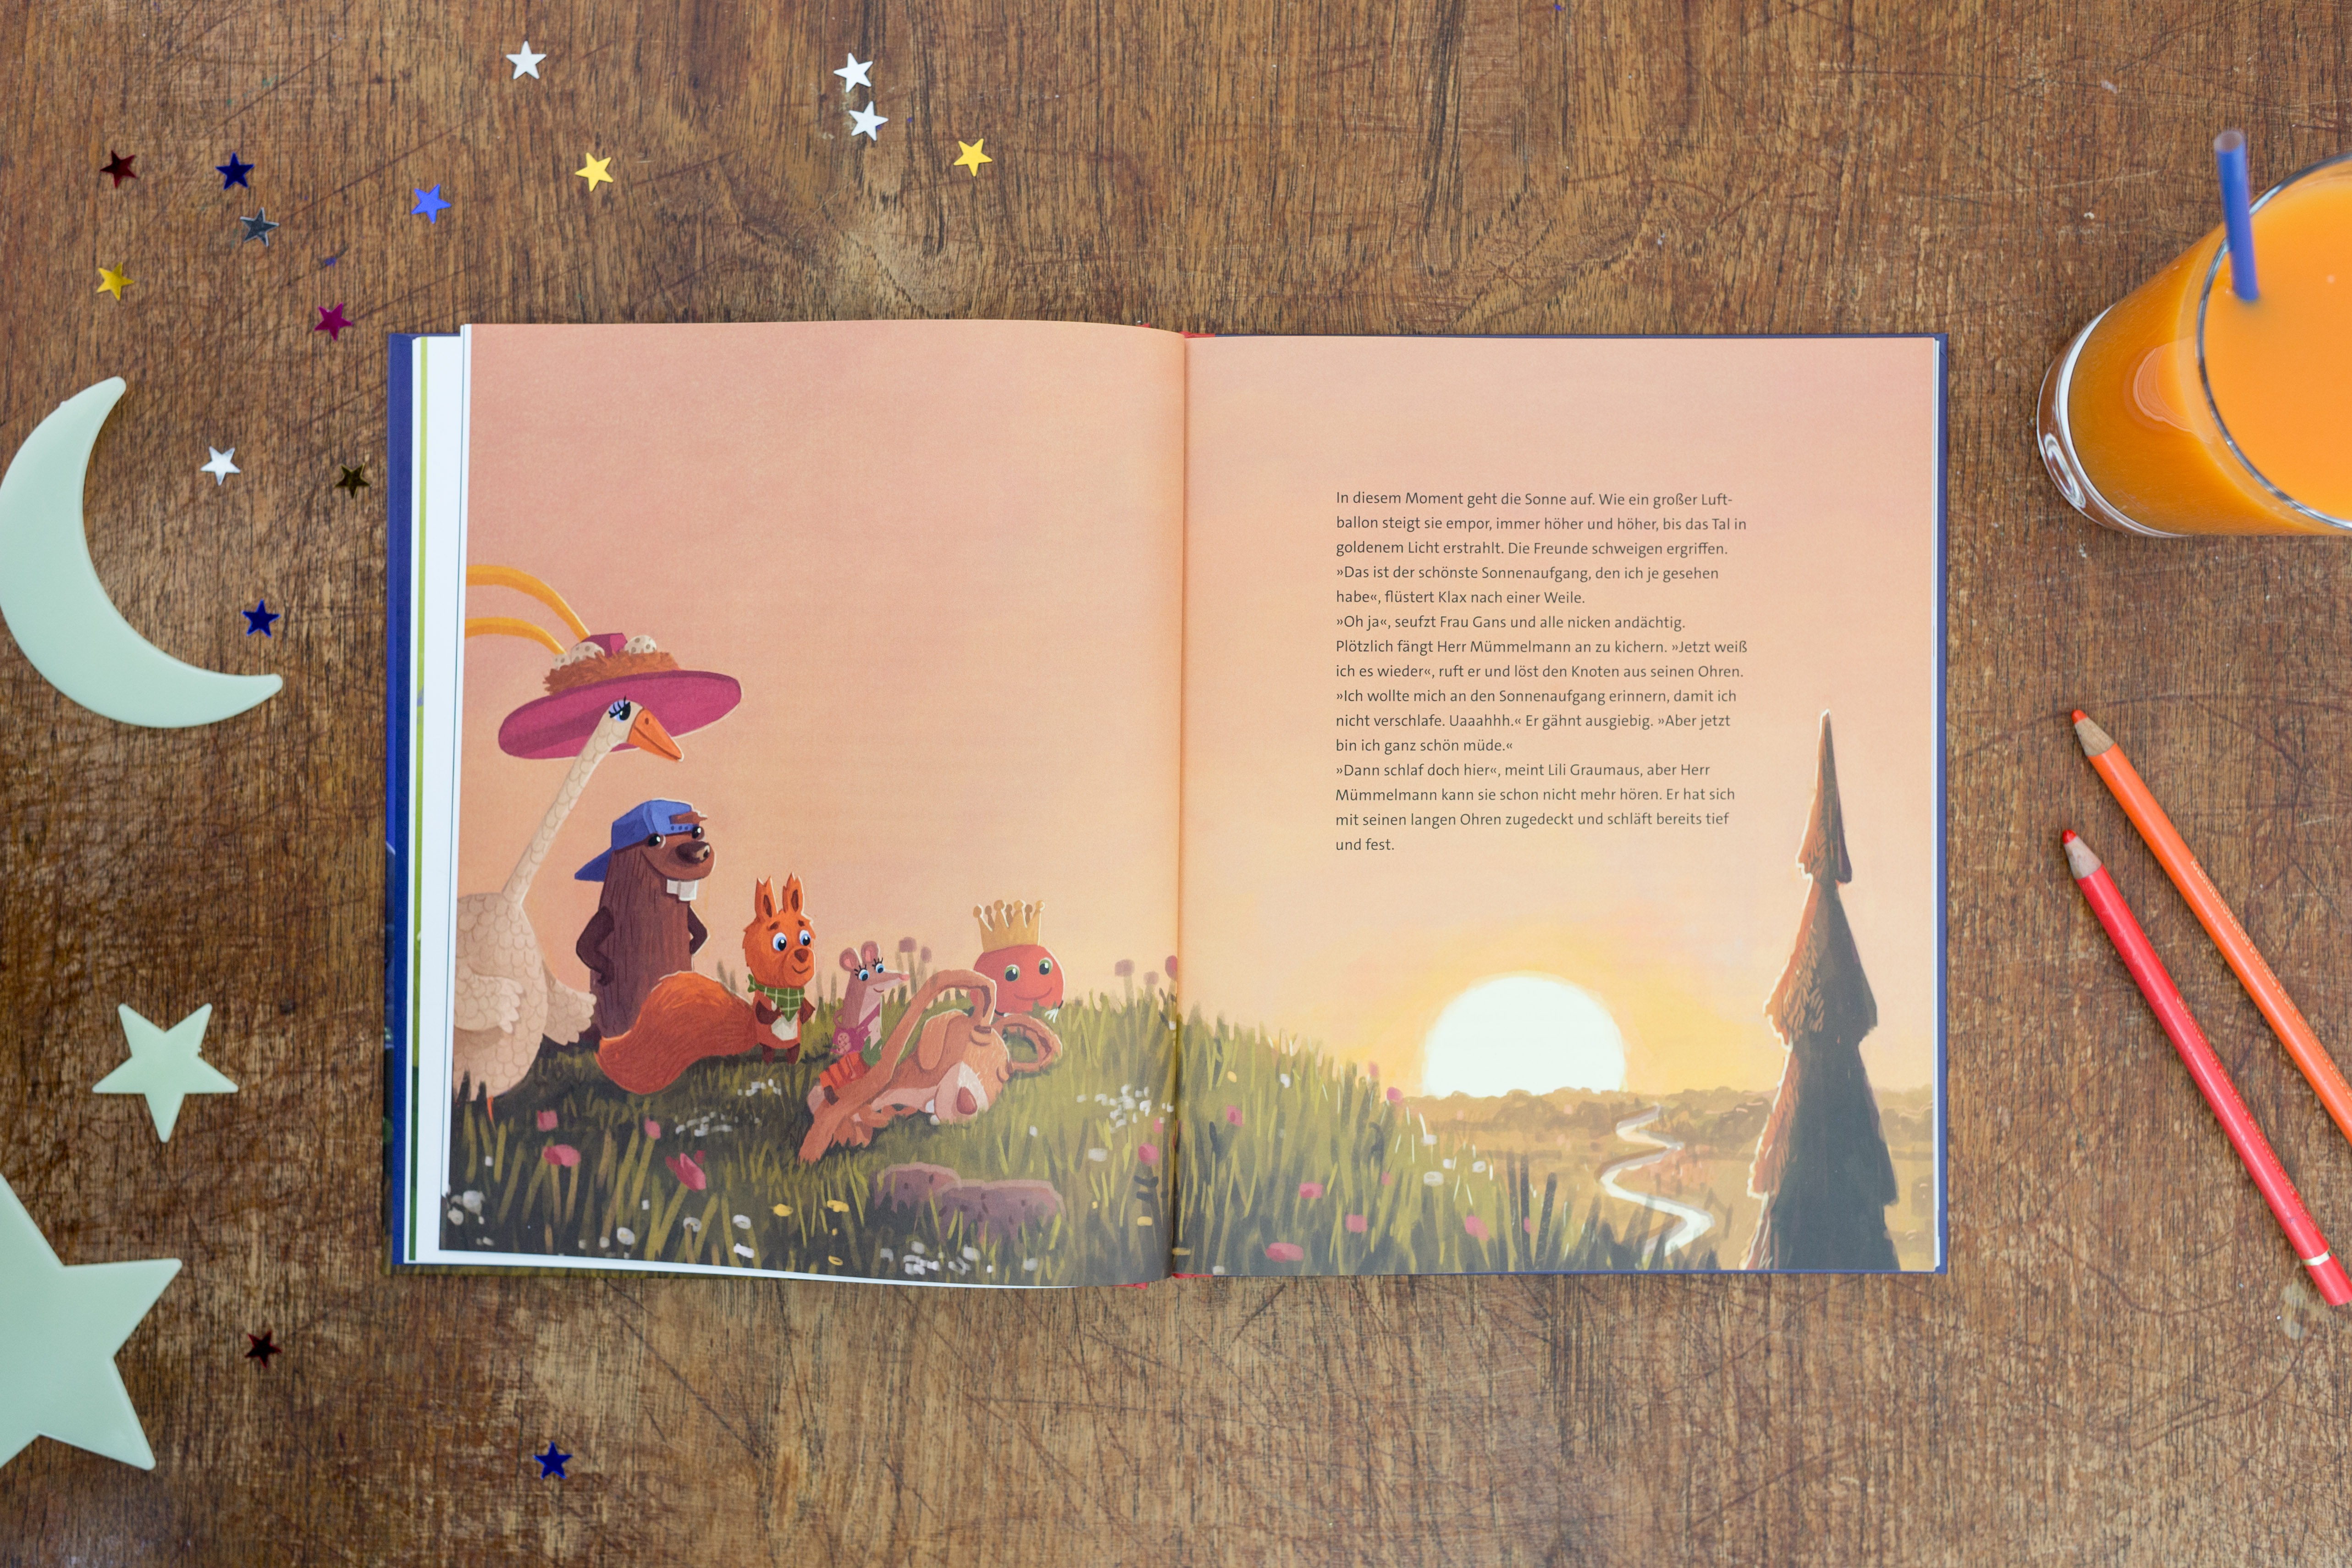 In diesem Moment geht die Sonne auf. Wie ein großer Luft-
ballon steigt sie empor, immer höher und höher, bis das Tal in
goldenem Licht erstrahlt. Die Freunde schweigen ergriffen.
»Das ist der schönste Sonnenaufgang, den ich je gesehen
habe«, flüstert Klax nach einer Weile.
»Oh ja«, seufzt Frau Gans und alle nicken andächtig.
Plötzlich fängt Herr Mümmelmann an zu kichern. »Jetzt weiß
ich es wieder«, ruft er und löst den Knoten aus seinen Ohren.
»Ich wollte mich an den Sonnenaufgang erinnern, damit ich
nicht verschlafe. Uaaahhh.« Er gähnt ausgiebig. »Aber jetzt
bin ich ganz schön müde.«
»Dann schlaf doch hier«, meint Lili Graumaus, aber Herr
Mümmelmann kann sie schon nicht mehr hören. Er hat sich
mit seinen langen Ohren zugedeckt und schläft bereits tief
und fest.